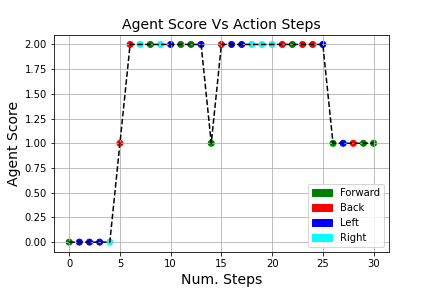 Agent Score Vs Action Steps
Agent Score
2.00
1.75
1.50
1.25
1.00
0.75
0.50
0.25
0.00
Forward
Back
Left
Right
0 5 10 15 20 25 30
Num. Steps